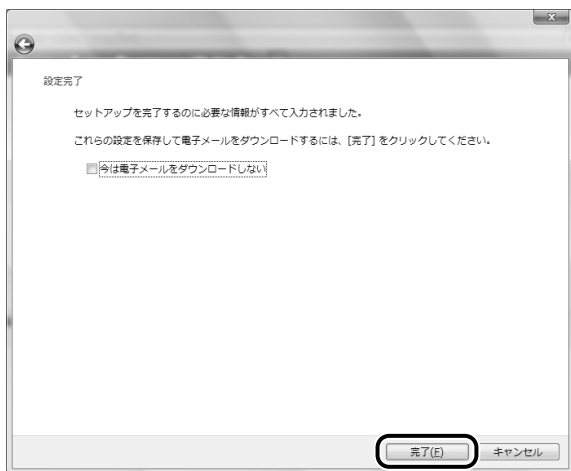 設定完了
セットアップを完了するのに必要な情報がすべて入力されました。
これらの設定を保存して電子メールをダウンロードするには、[完了] をクリックしてください。
今は電子メールをダウンロードしない
完了(F) キャンセル